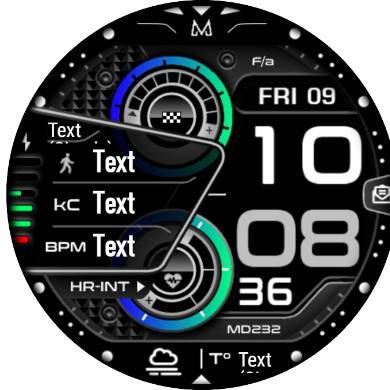 F/a
FRI 09
10
Text
Text
KC Text
08
BPM Text
HR-INT
36
MD232
T° Text